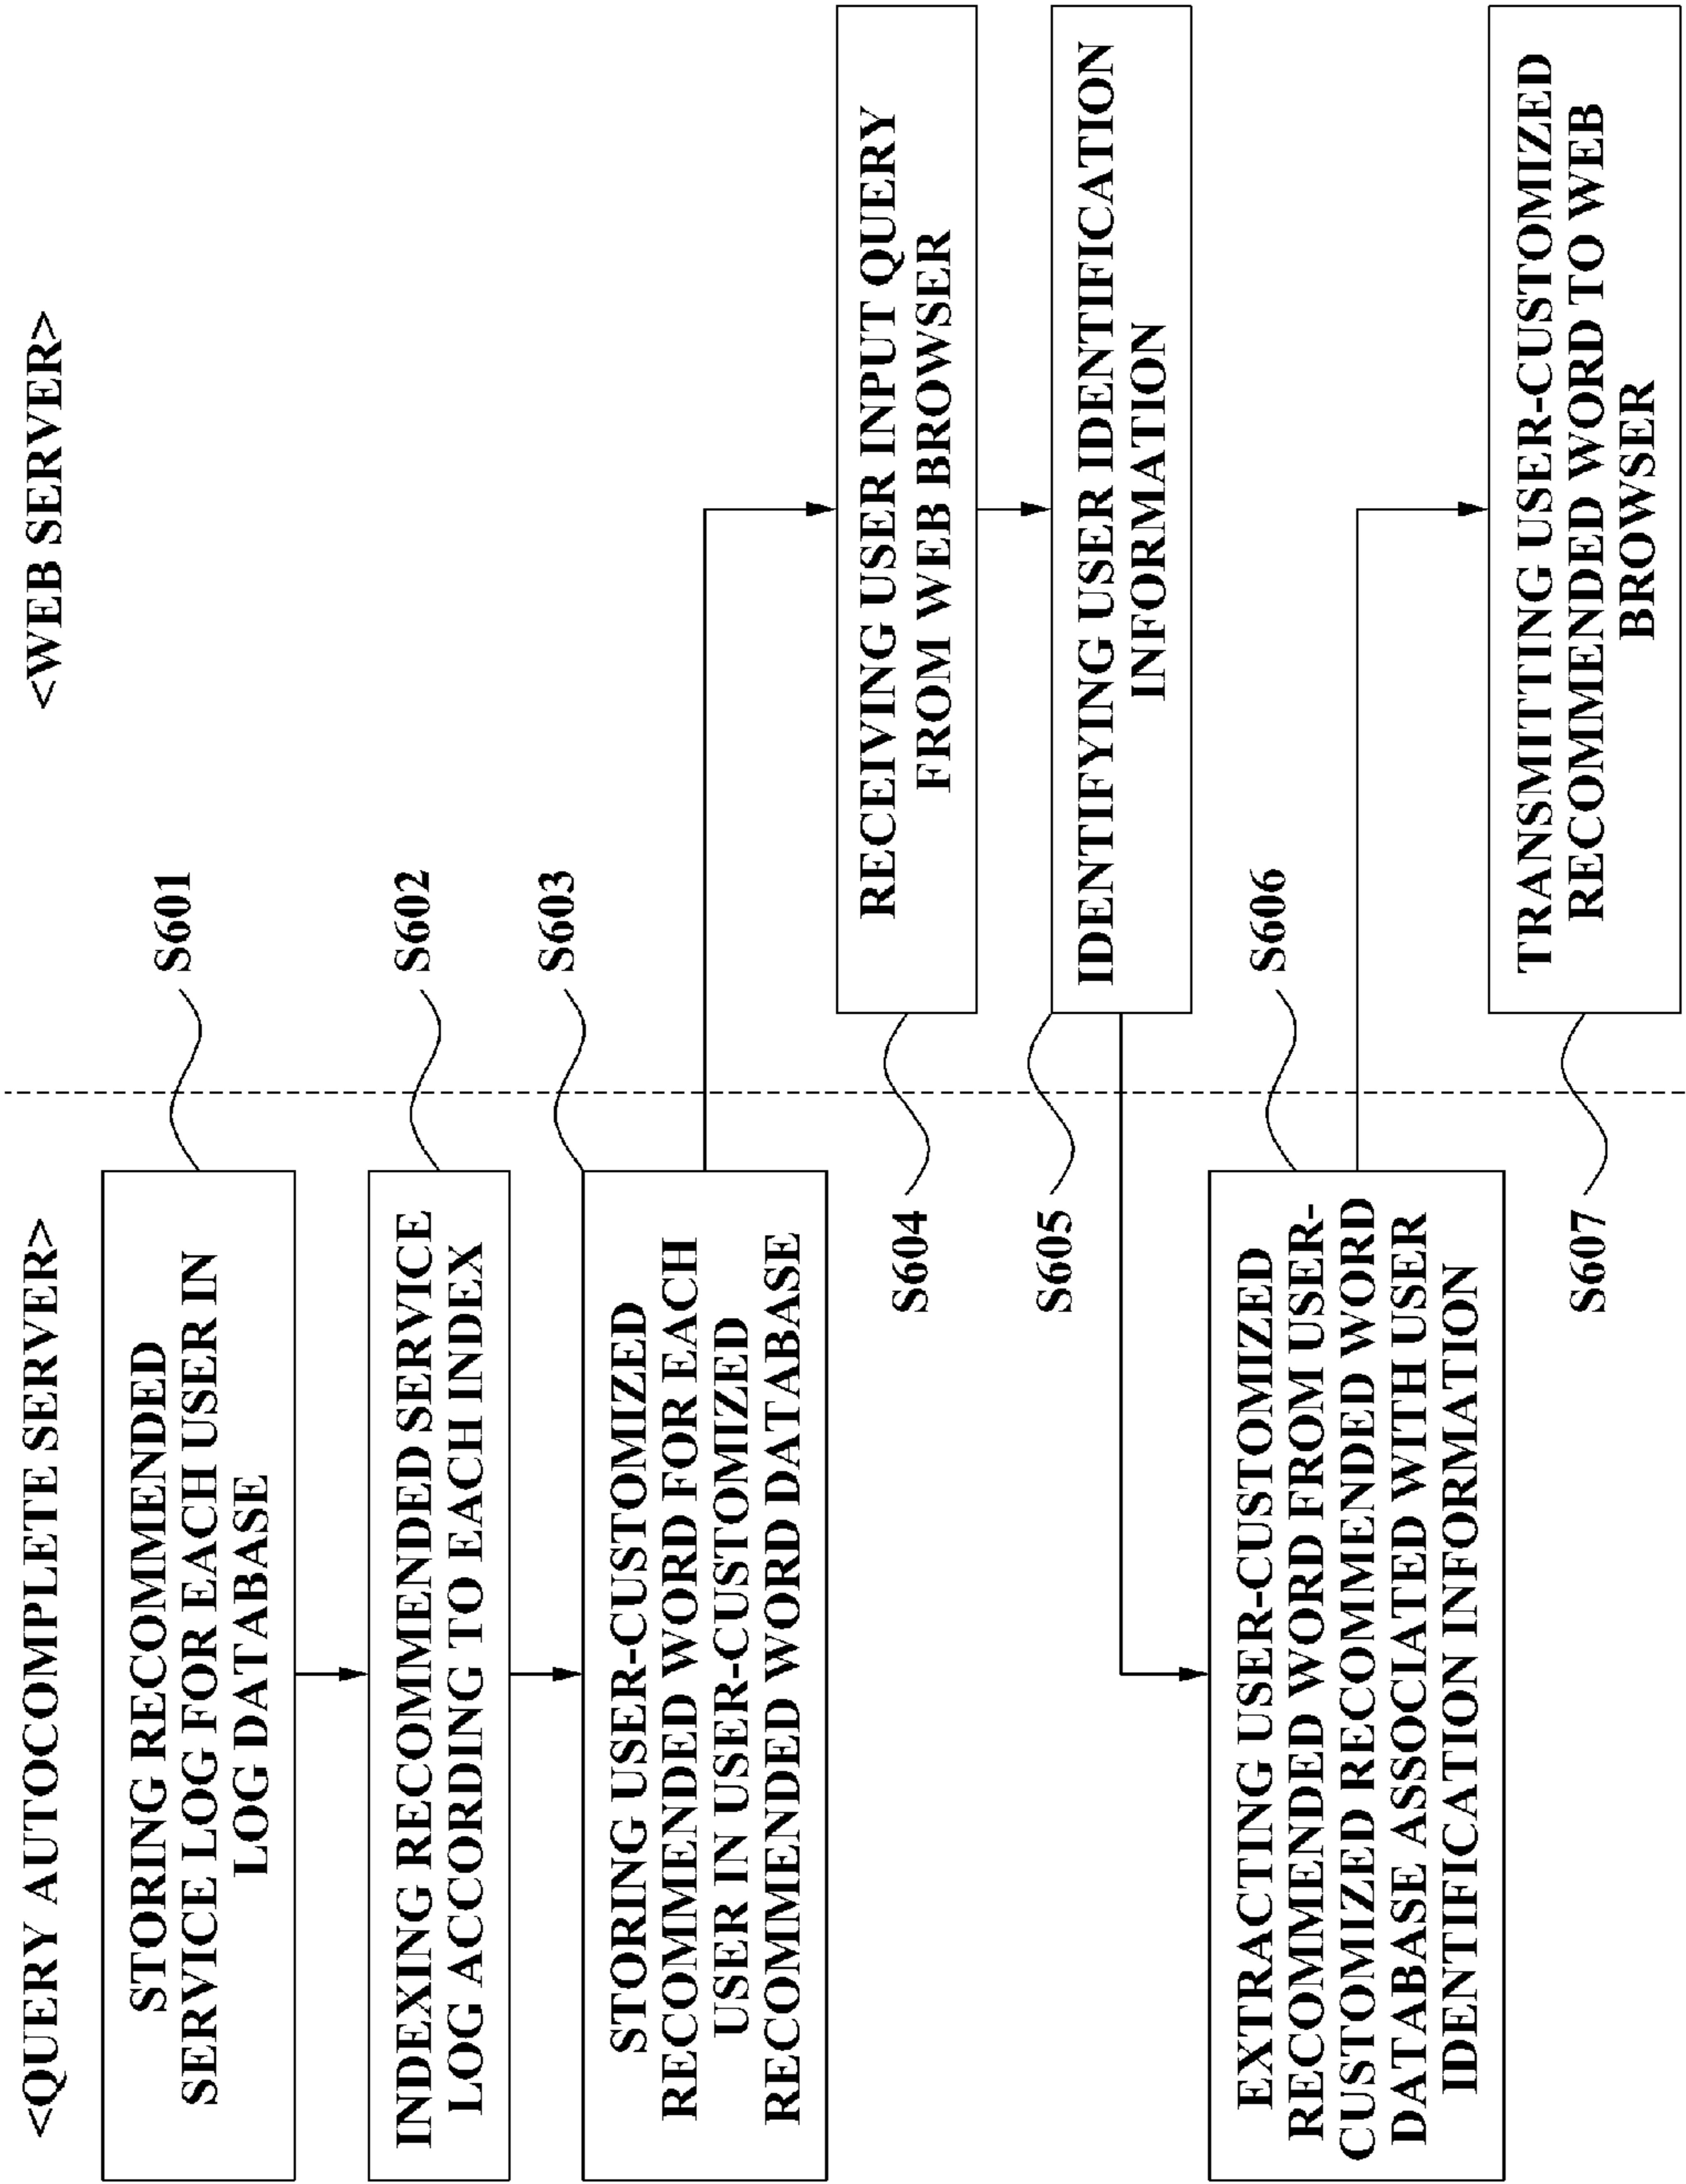 <QUERY AUTOCOMPLETE SERVER>
<WEB SERVER>
STORING RECOMMENDED
SERVICE LOG FOR EACH USER IN
LOG DATABASE
S601
INDEXING RECOMMENDED SERVICE
LOG ACCORDING TO EACH INDEX
S602
STORING USER-CUSTOMIZED
RECOMMENDED WORD FOR EACH
USER IN USER-CUSTOMIZED
RECOMMENDED WORD DATABASE
S603
S604
RECEIVING USER INPUT QUERY
FROM WEB BROWSER
S605
IDENTIFYING USER IDENTIFICATION
INFORMATION
EXTRACTING USER-CUSTOMIZED
RECOMMENDED WORD FROM USER-
CUSTOMIZED RECOMMENDED WORD
DATABASE ASSOCIATED WITH USER
IDENTIFICATION INFORMATION
S606
S607
TRANSMITTING USER-CUSTOMIZED
RECOMMENDED WORD TO WEB
BROWSER